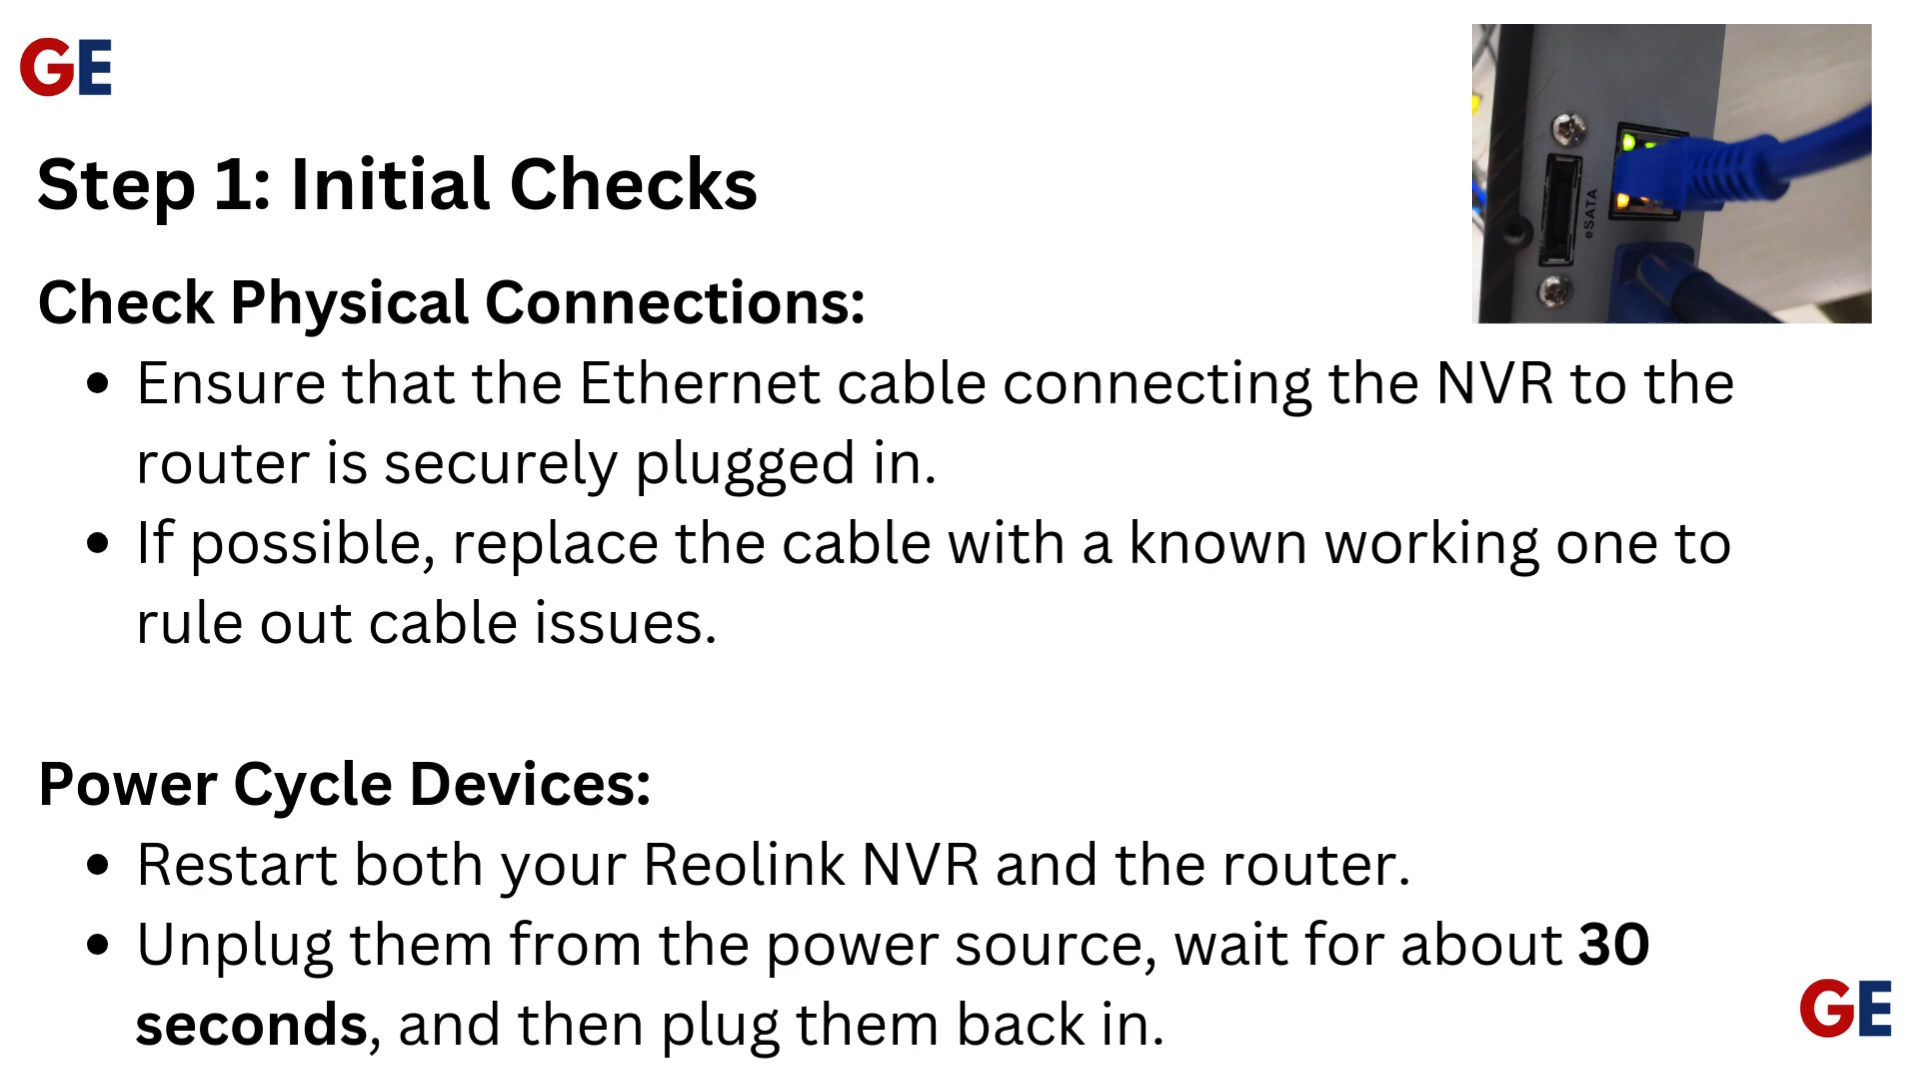 GE
eSATA
Step 1: Initial Checks
Check Physical Connections:
• Ensure that the Ethernet cable connecting the NVR to the
router is securely plugged in.
• If possible, replace the cable with a known working one to
rule out cable issues.
Power Cycle Devices:
• Restart both your Reolink NVR and the router.
• Unplug them from the power source, wait for about 30
seconds, and then plug them back in.
GE